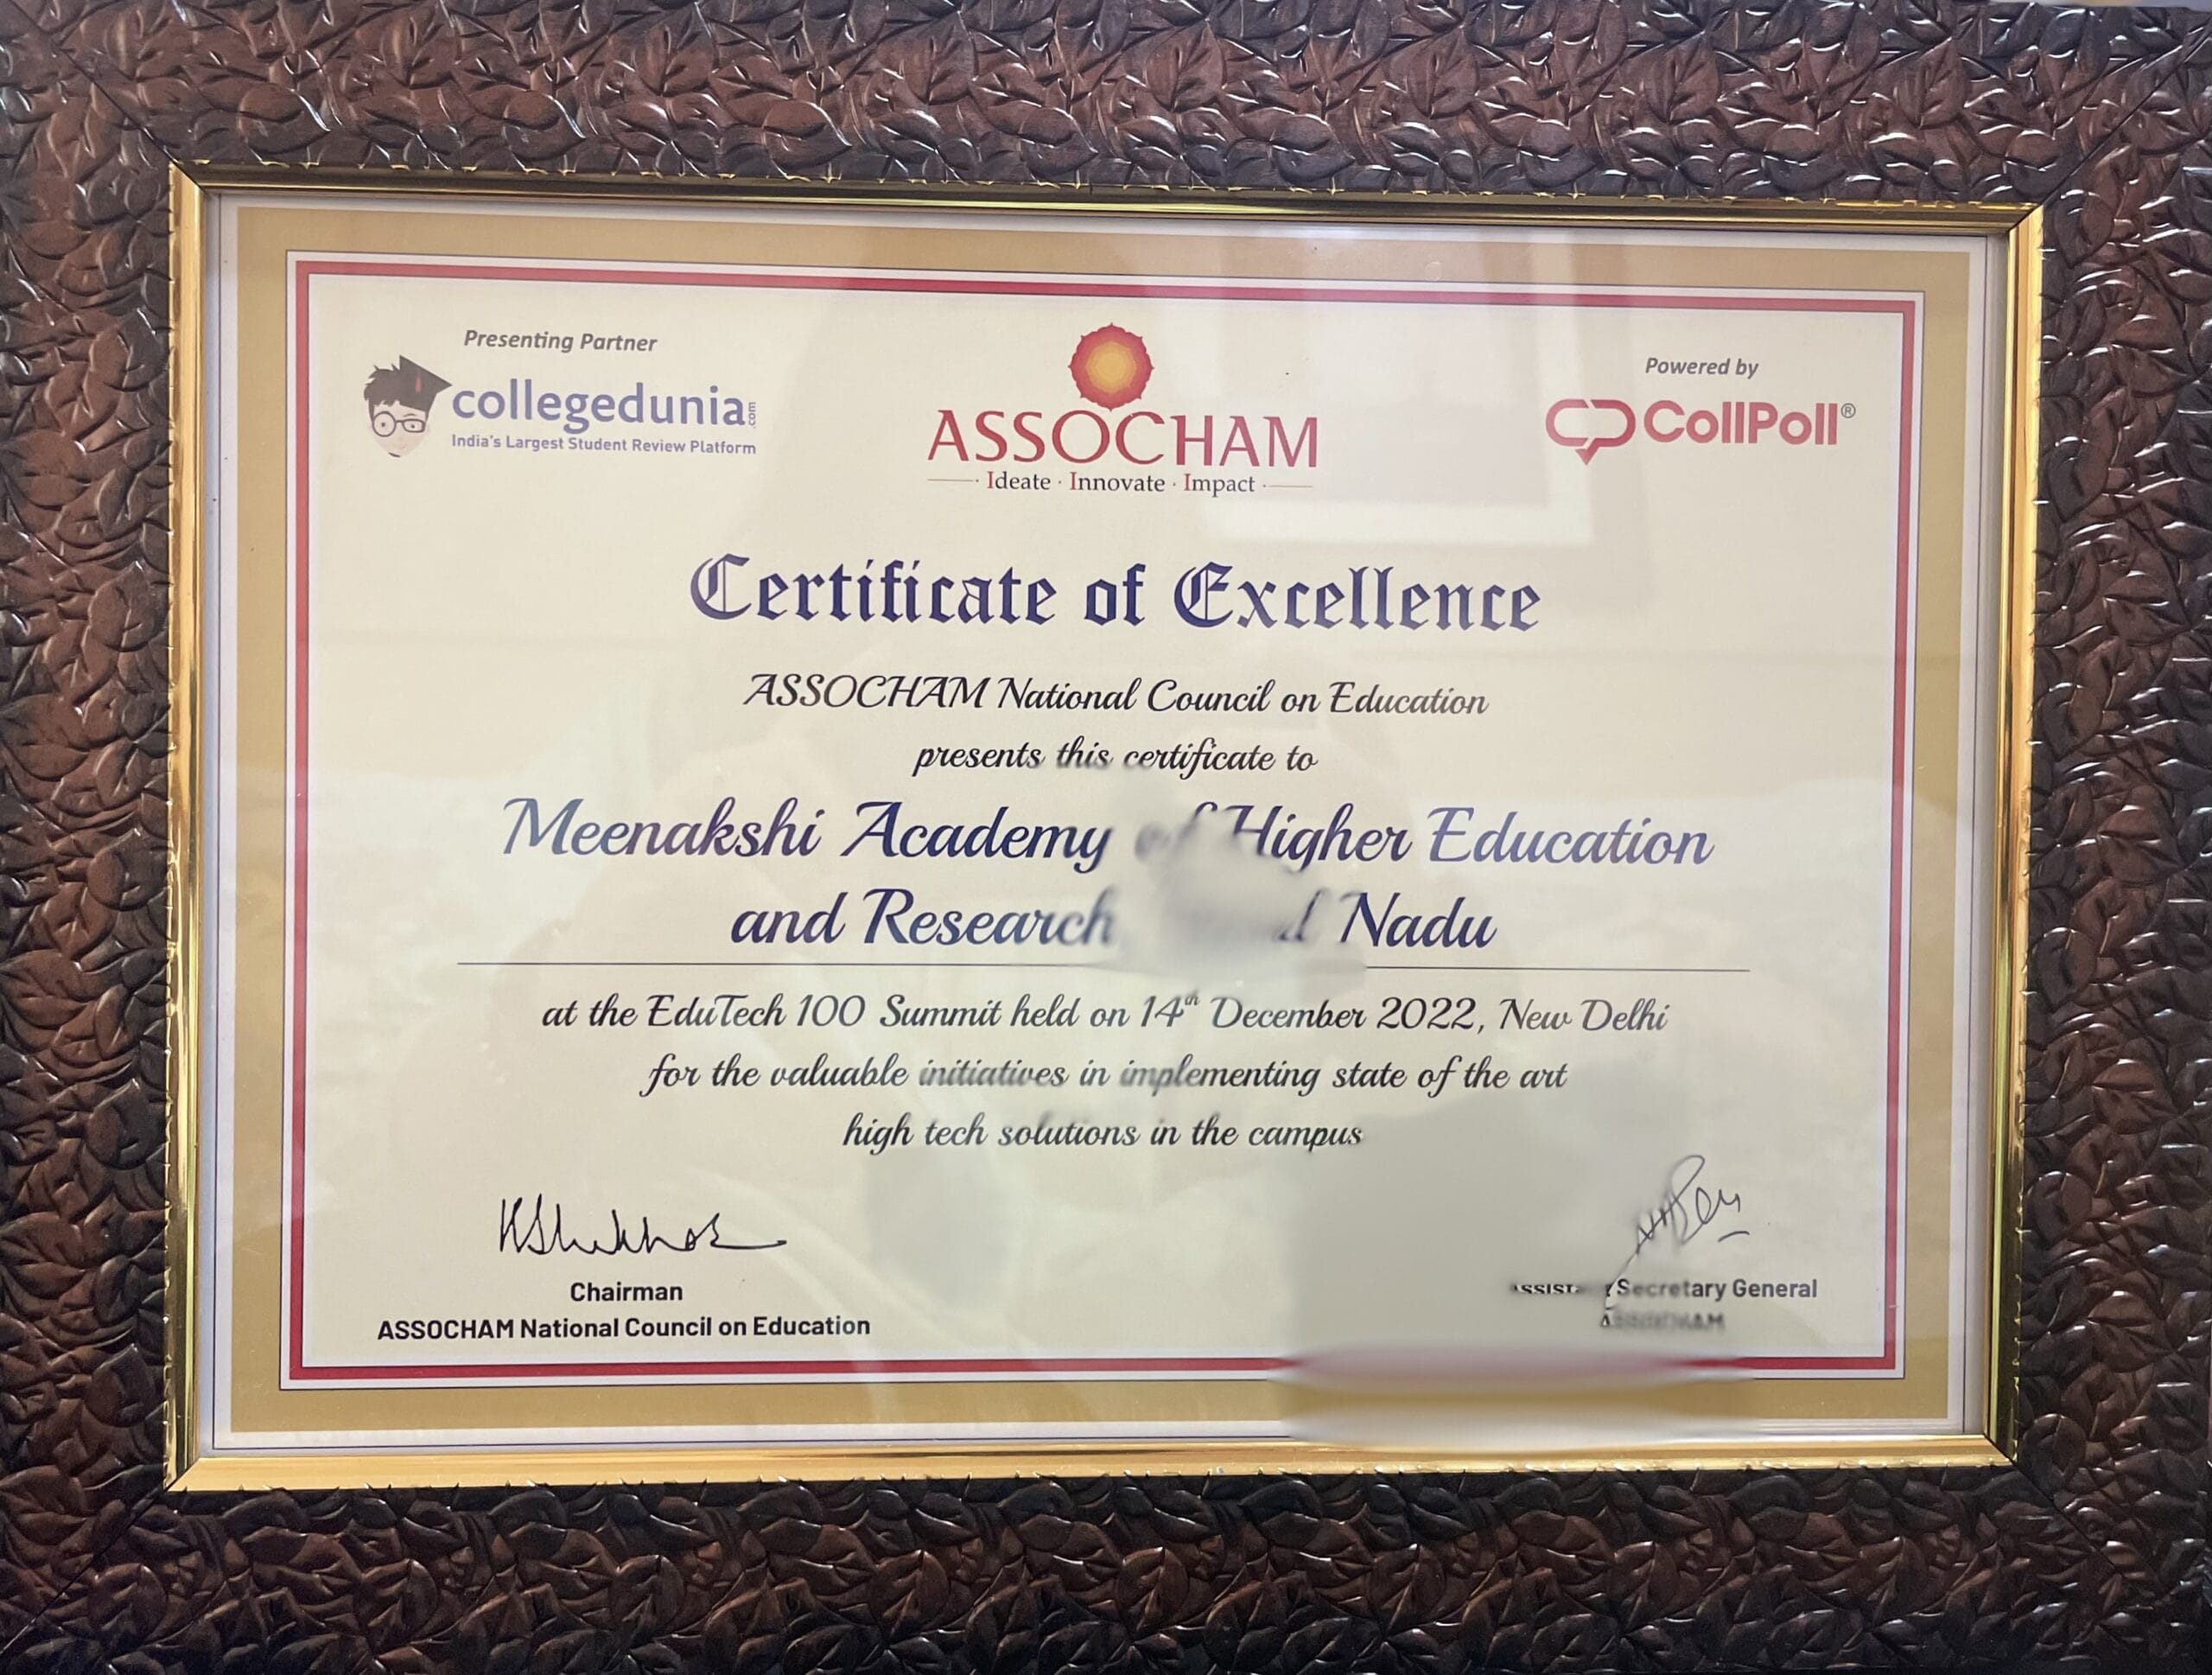 Presenting Partner
collegedunia.com
India's Largest Student Review Platform
ASSOCHAM
Ideate · Innovate · Impact
Powered by
CollPoll®
Certificate of Excellence
ASSOCHAM National Council on Education
presents this certificate to
Meenakshi Academy of Higher Education
and Research Nadu
at the EduTech 100 Summit held on 14th December 2022, New Delhi
for the valuable initiatives in implementing state of the art
high tech solutions in the campus
Chairman
ASSOCHAM National Council on Education
Secretary General